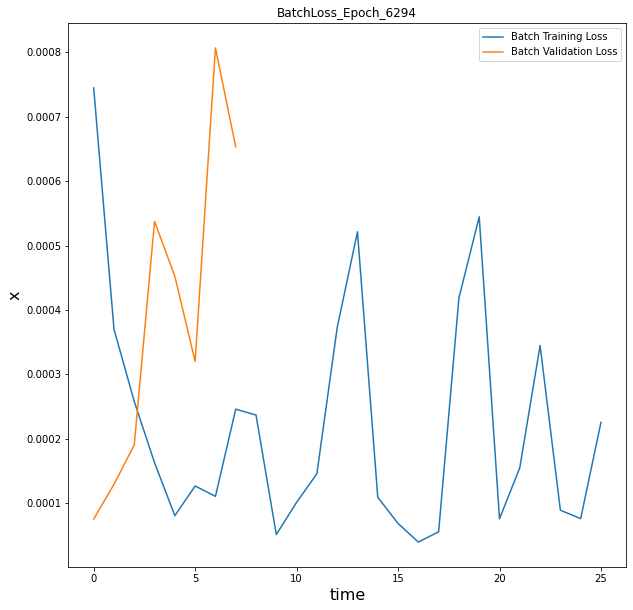 BatchLoss_Epoch_6294
Batch Training Loss
Batch Validation Loss
0.0008
0.0007
0.0006
0.0005
0.0004
0.0003
0.0002
0.0001
x
0 5 10 15 20 25
time